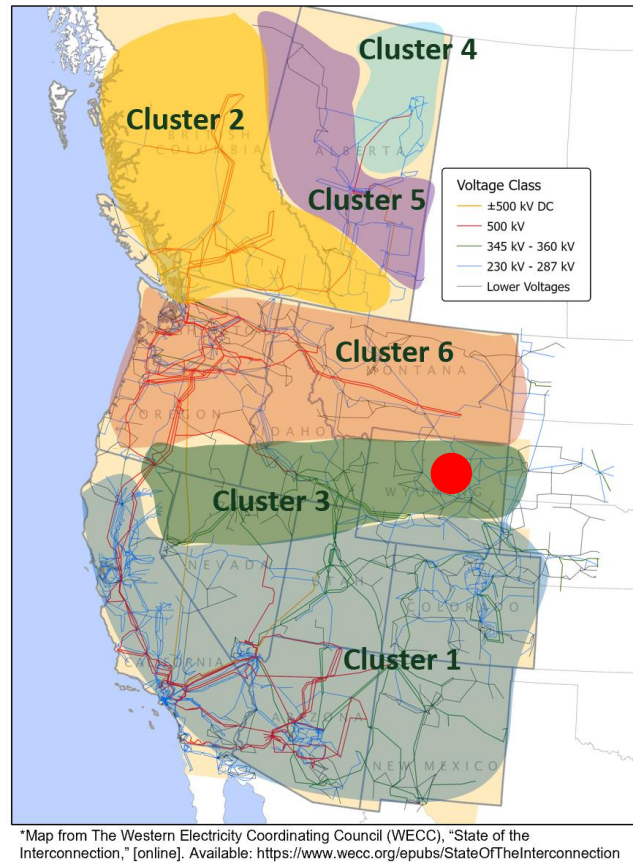 Cluster 4
Cluster 2
BRITISH
COLUMBIA
ALBERTA
Cluster 5
Voltage Class
±500 kV DC
500 kV
345 kV - 360 kV
230 kV - 287 kV
Lower Voltages
Cluster 6
MONTANA
OREGON
IDAHO
Cluster 3
WYOMING
NEVADA
UTAH
COLORADO
Cluster 1
CALIFORNIA
ARIZONA
NEW MEXICO
*Map from The Western Electricity Coordinating Council (WECC), “State of the
Interconnection,” [online]. Available: https://www.wecc.org/epubs/StateOfTheInterconnection